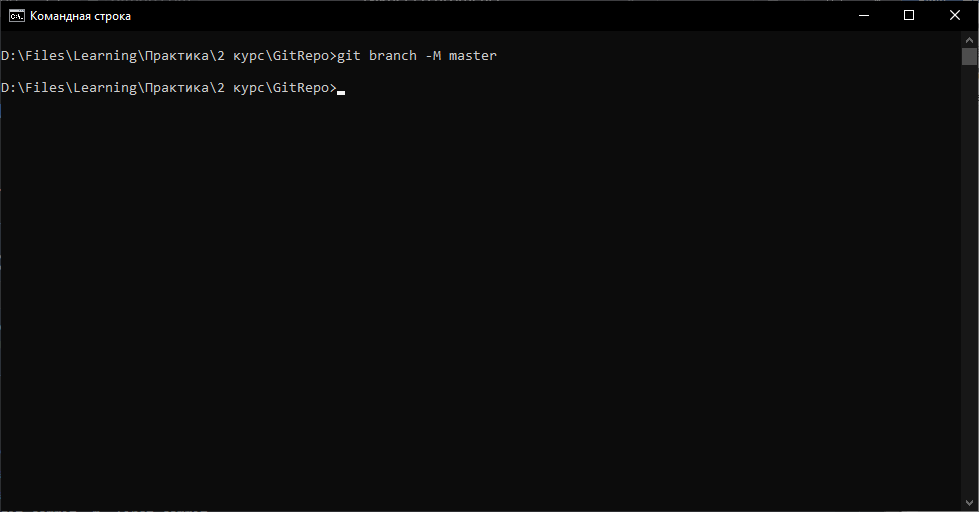 Командная строка
D:\Files\Learning\Практика\2 курс\GitRepo>git branch -M master
D:\Files\Learning\Практика\2 курс\GitRepo>